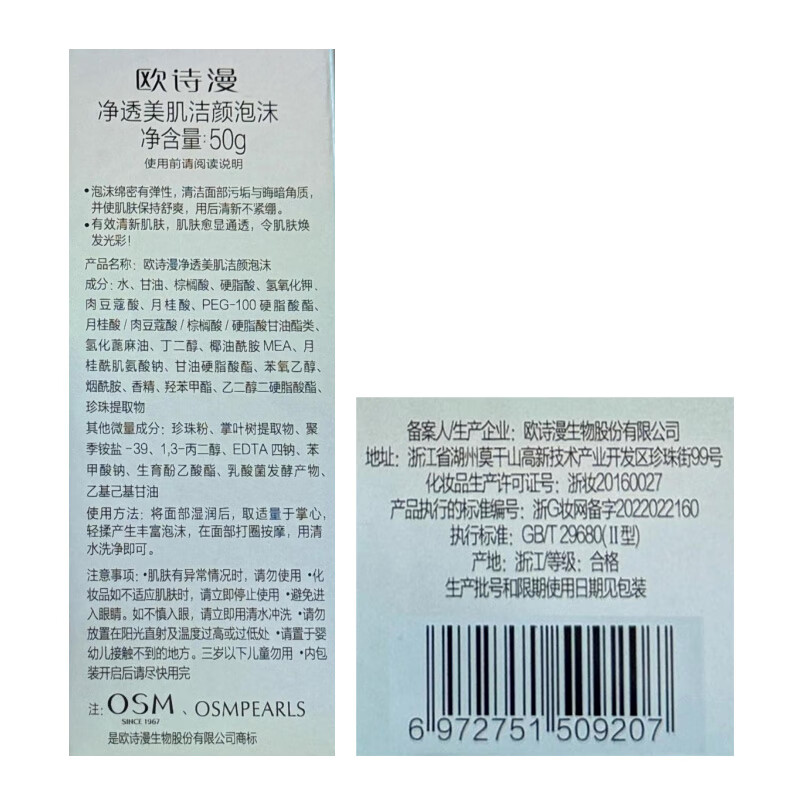 欧诗漫
净透美肌洁颜泡沫
净含量:50g
使用前请阅读说明
•泡沫绵密有弹性，清洁面部污垢与晦暗角质，
并使肌肤保持舒爽，用后清新不紧绷。
•有效清新肌肤，肌肤愈显通透，令肌肤焕
发光彩！
产品名称：欧诗漫净透美肌洁颜泡沫
成分：水、甘油、棕榈酸、硬脂酸、氢氧化钾、
肉豆蔻酸、月桂酸、PEG-100硬脂酸酯、
月桂酸/肉豆蔻酸/棕榈酸/硬脂酸甘油酯类、
氢化蓖麻油、丁二醇、椰油酰胺MEA、月
桂酰肌氨酸钠、甘油硬脂酸酯、苯氧乙醇、
烟酰胺、香精、羟苯甲酯、乙二醇二硬脂酸酯、
珍珠提取物
其他微量成分：珍珠粉、掌叶树提取物、聚
季铵盐-39、1,3-丙二醇、EDTA四钠、苯
甲酸钠、生育酚乙酸酯、乳酸菌发酵产物、
乙基己基甘油
使用方法：将面部湿润后，取适量于掌心，
轻揉产生丰富泡沫，在面部打圈按摩，用清
水洗净即可。
注意事项：•肌肤有异常情况时，请勿使用 •化
妆品如不适应肌肤时，请立即停止使用 •避免进
入眼睛。如不慎入眼，请立即用清水冲洗 •请勿
放置在阳光直射及温度过高或过低处 •请置于婴
幼儿接触不到的地方。三岁以下儿童勿用 •内包
装开启后请尽快用完
注：OSM、OSMPEARLS
SINCE 1967
是欧诗漫生物股份有限公司商标
备案人/生产企业：欧诗漫生物股份有限公司
地址：浙江省湖州莫干山高新技术产业开发区珍珠街99号
化妆品生产许可证号：浙妆20160027
产品执行的标准编号：浙G妆网备字2022022160
执行标准：GB/T 29680(Ⅱ型)
产地：浙江/等级：合格
生产批号和限期使用日期见包装
6 972751 509207